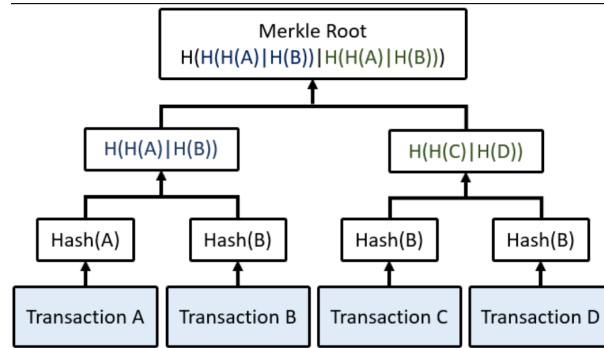 Merkle Root
H(H(H(A)|H(B))|H(H(A)|H(B)))
H(H(A)|H(B))
H(H(C)|H(D))
Hash(A)
Hash(B)
Hash(B)
Hash(B)
Transaction A
Transaction B
Transaction C
Transaction D